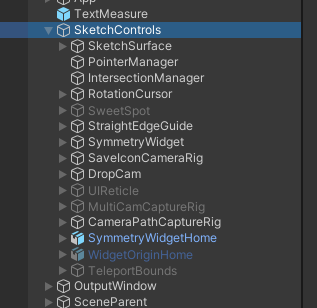 App
TextMeasure
SketchControls
SketchSurface
PointerManager
IntersectionManager
RotationCursor
SweetSpot
StraightEdgeGuide
SymmetryWidget
SaveIconCameraRig
DropCam
UIReticle
MultiCamCaptureRig
CameraPathCaptureRig
SymmetryWidgetHome
WidgetOriginHome
TeleportBounds
OutputWindow
SceneParent